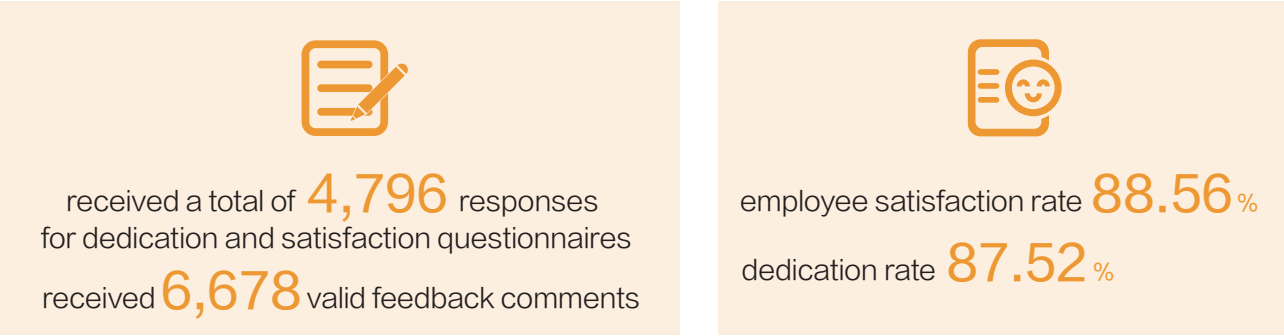 received a total of 4,796 responses
for dedication and satisfaction questionnaires
received 6,678 valid feedback comments
employee satisfaction rate 88.56 %
dedication rate 87.52 %